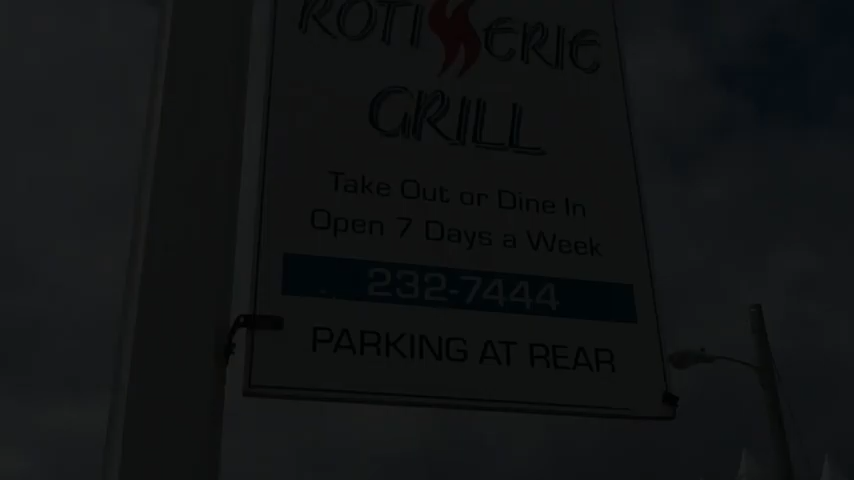 ROTISSERIE
GRILL
Take Out or Dine In
Open 7 Days a Week
232-7444
PARKING AT REAR